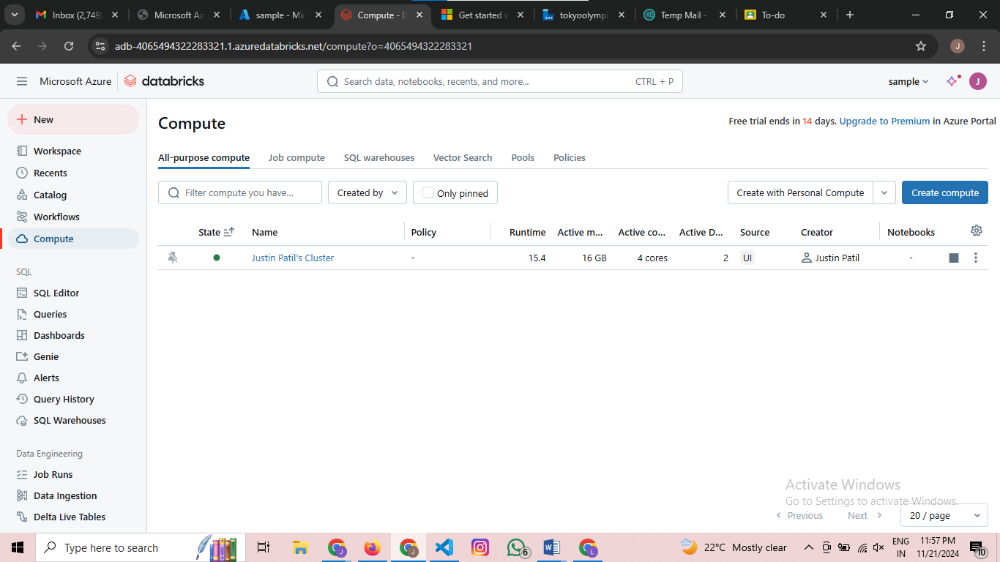 Inbox (2,749)
Microsoft Az
sample - Mic
Compute - D
Get started w
tokyoolympi
Temp Mail -
To-do
adb-4065494322283321.1.azuredatabricks.net/compute?o=4065494322283321
J
Microsoft Azure
databricks
Search data, notebooks, recents, and more...
CTRL + P
sample
J
New
Workspace
Recents
Catalog
Workflows
Compute
SQL
SQL Editor
Queries
Dashboards
Genie
Alerts
Query History
SQL Warehouses
Data Engineering
Job Runs
Data Ingestion
Delta Live Tables
Compute
Free trial ends in 14 days. Upgrade to Premium in Azure Portal
All-purpose compute
Job compute
SQL warehouses
Vector Search
Pools
Policies
Filter compute you have...
Created by
Only pinned
Create with Personal Compute
Create compute
State Name Policy Runtime Active m... Active co... Active D... Source Creator Notebooks
Justin Patil's Cluster - 15.4 16 GB 4 cores 2 UI Justin Patil -
Activate Windows
Go to Settings to activate Windows.
Previous
Next
20 / page
Type here to search
J
J
6
L
22°C Mostly clear
ENG
IN
11:57 PM
11/21/2024
10